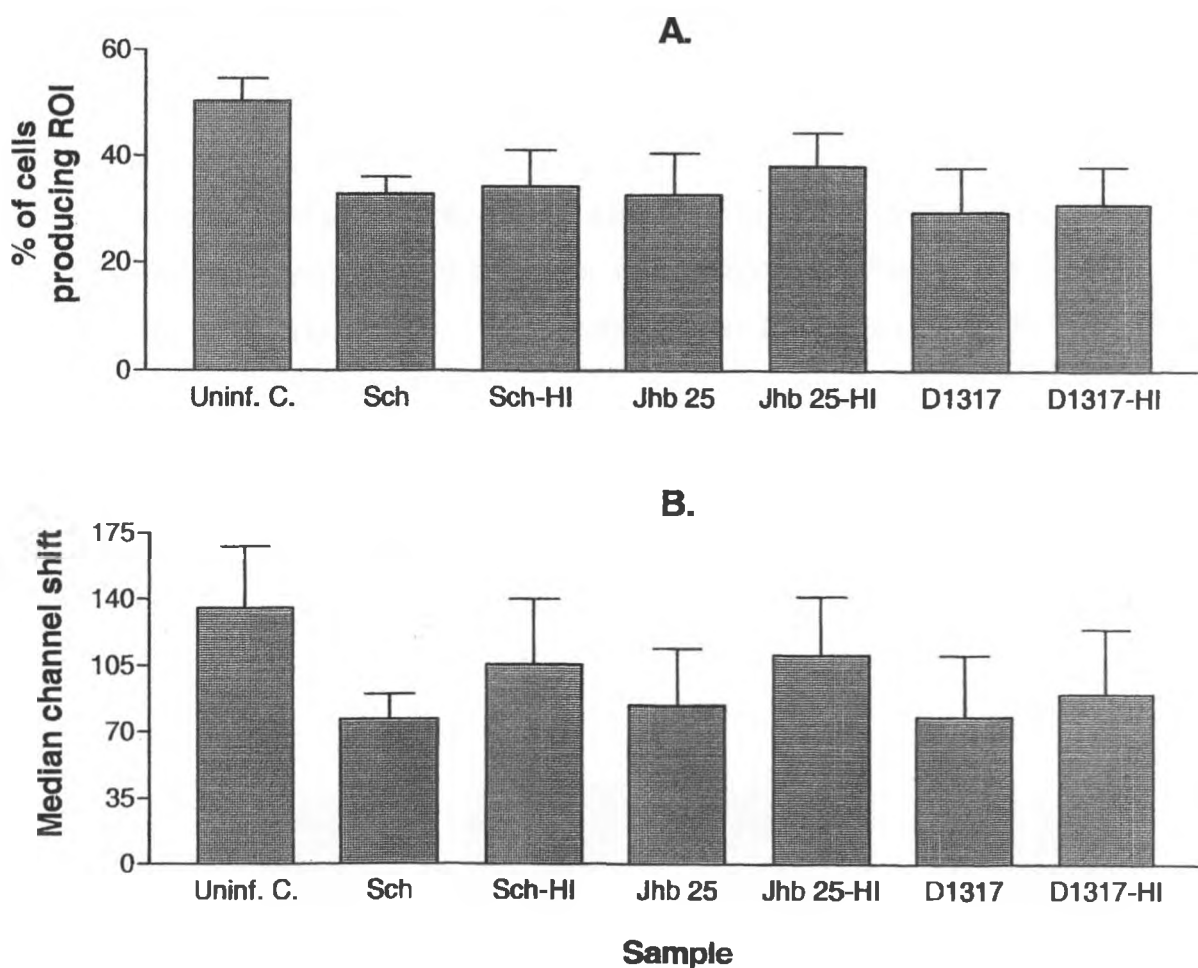 A.
% of cells
producing ROI
60
40
20
0
Uninf. C. Sch Sch-HI Jhb 25 Jhb 25-HI D1317 D1317-HI
B.
Median channel shift
175
140
105
70
35
0
Uninf. C. Sch Sch-HI Jhb 25 Jhb 25-HI D1317 D1317-HI
Sample